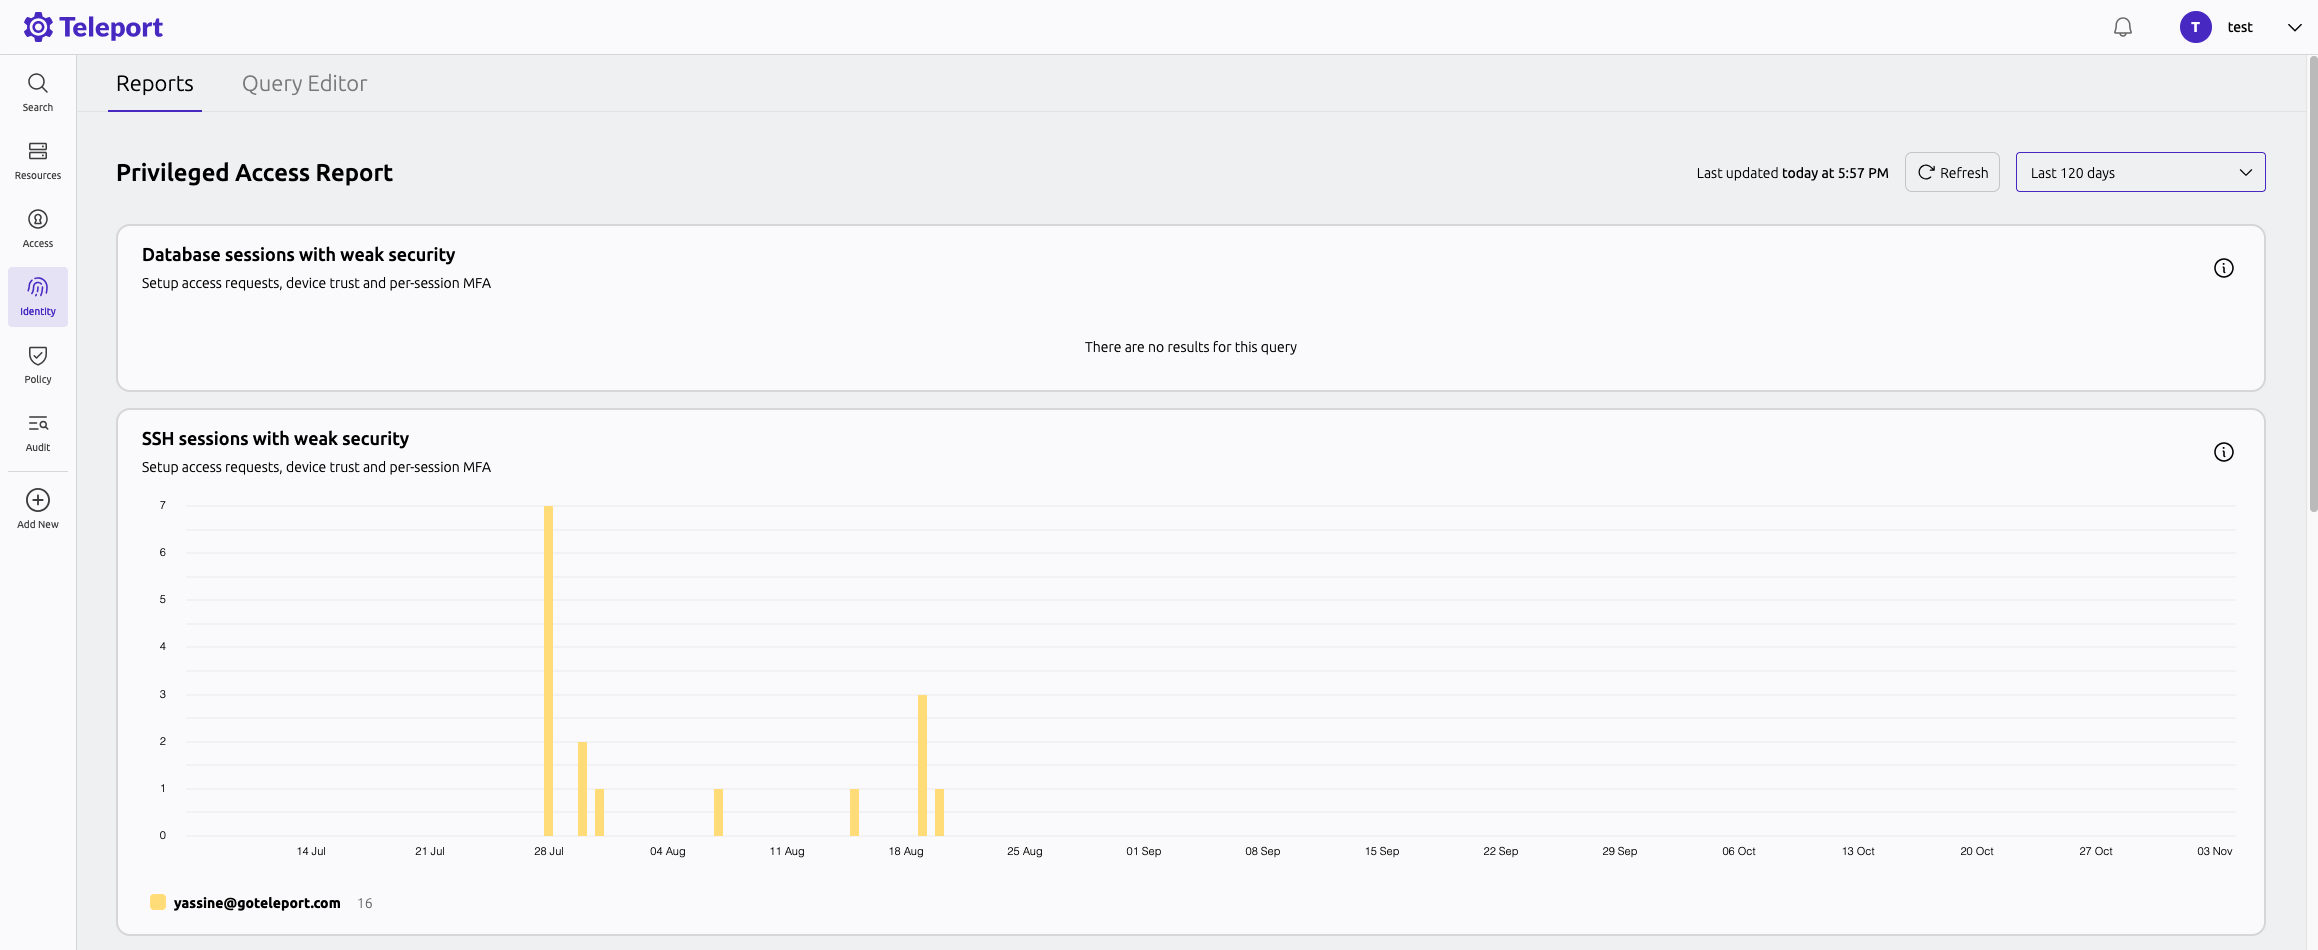 Teleport
T
test
Search
Resources
Access
Identity
Policy
Audit
Add New
Reports
Query Editor
Privileged Access Report
Last updated today at 5:57 PM
Refresh
Last 120 days
Database sessions with weak security
Setup access requests, device trust and per-session MFA
There are no results for this query
SSH sessions with weak security
Setup access requests, device trust and per-session MFA
7
6
5
4
3
2
1
0
14 Jul
21 Jul
28 Jul
04 Aug
11 Aug
18 Aug
25 Aug
01 Sep
08 Sep
15 Sep
22 Sep
29 Sep
06 Oct
13 Oct
20 Oct
27 Oct
03 Nov
yassine@goteleport.com 16